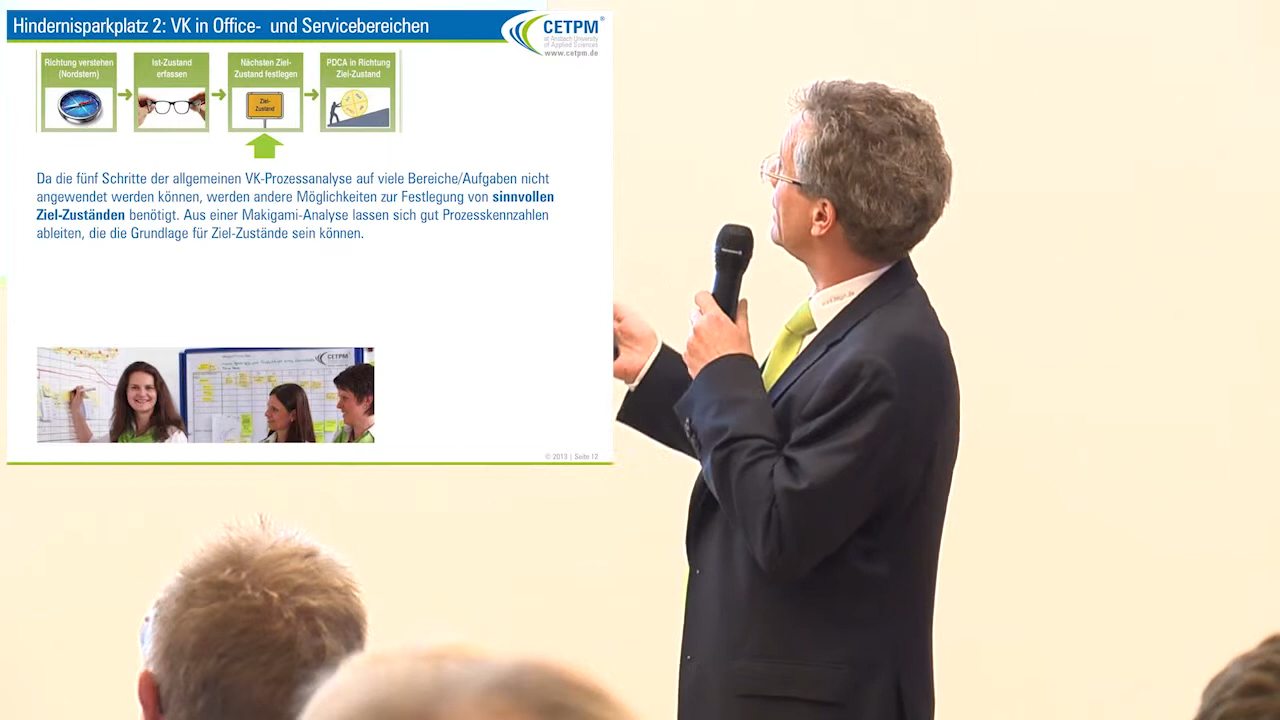 Hindernisparkplatz 2: VK in Office- und Servicebereichen
CETPM®
at Ansbach University
of Applied Sciences
www.cetpm.de
Richtung verstehen
(Nordstern)
Ist-Zustand
erfassen
Nächsten Ziel-
Zustand festlegen
PDCA in Richtung
Ziel-Zustand
Ziel-
Zustand
Da die fünf Schritte der allgemeinen VK-Prozessanalyse auf viele Bereiche/Aufgaben nicht
angewendet werden können, werden andere Möglichkeiten zur Festlegung von sinnvollen
Ziel-Zuständen benötigt. Aus einer Makigami-Analyse lassen sich gut Prozesskennzahlen
ableiten, die die Grundlage für Ziel-Zustände sein können.
CETPM
© 2013 | Seite 12